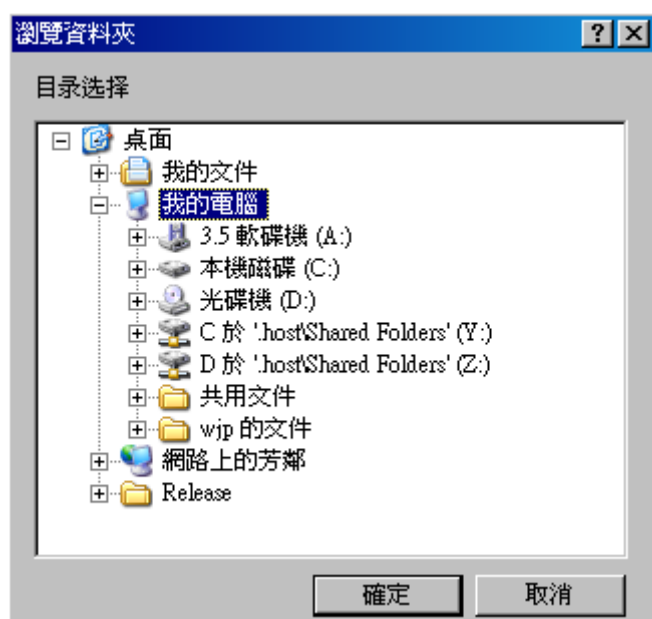 瀏覽資料夾
目录选择
桌面
我的文件
我的電腦
3.5 軟碟機 (A:)
本機磁碟 (C:)
光碟機 (D:)
C 於 '.host\Shared Folders' (Y:)
D 於 '.host\Shared Folders' (Z:)
共用文件
wjp 的文件
網路上的芳鄰
Release
確定
取消